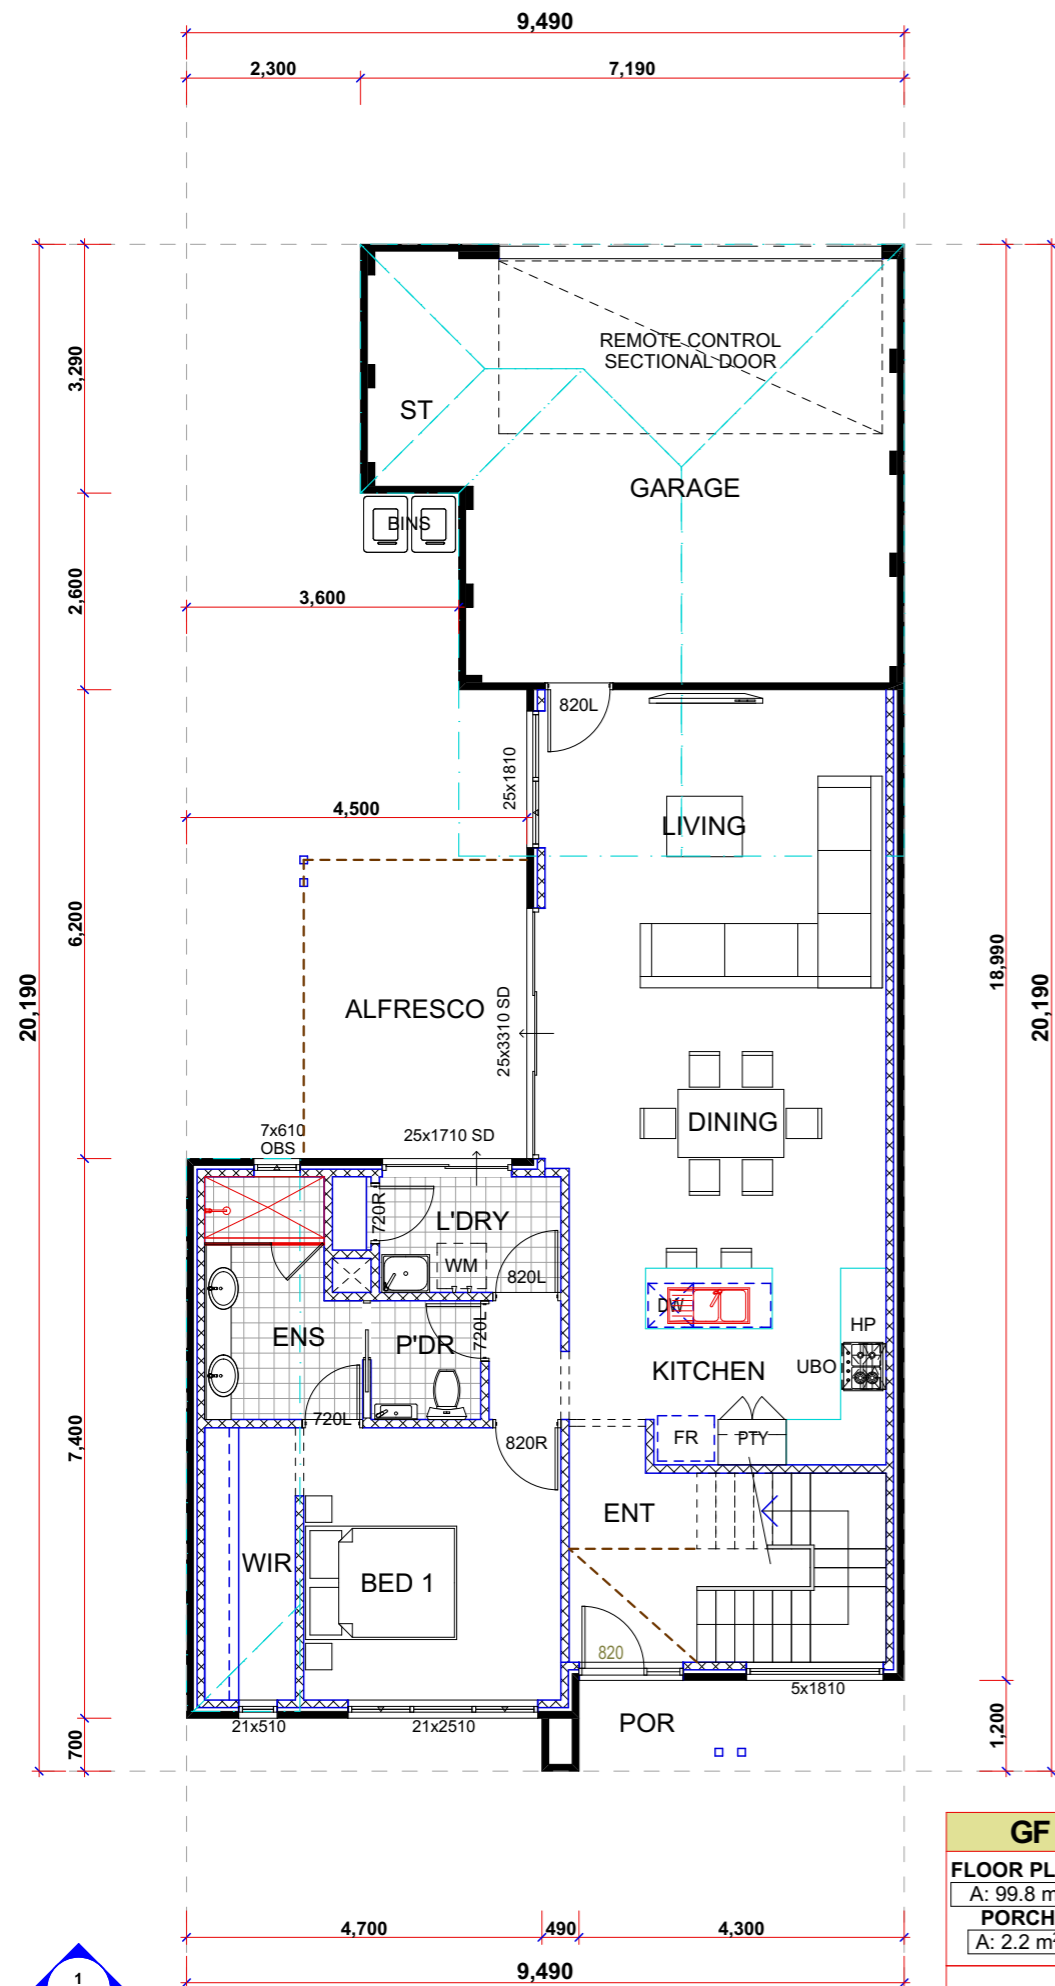 9,490
2,300
7,190
REMOTE CONTROL
SECTIONAL DOOR
3,290
ST
GARAGE
BINS
2,600
3,600
820L
25x1810
4,500
LIVING
6,200
18,990
20,190
20,190
ALFRESCO
25x3310 SD
DINING
7x610
OBS
25x1710 SD
720R
L'DRY
WM
820L
DW
HP
ENS
P'DR
720L
KITCHEN
UBO
720L
820R
FR
PTY
7,400
ENT
WIR
BED 1
820
5x1810
21x510
21x2510
POR
700
1,200
GF
FLOOR PL
A: 99.8 m
PORCH
A: 2.2 m²
4,700
490
4,300
9,490
1